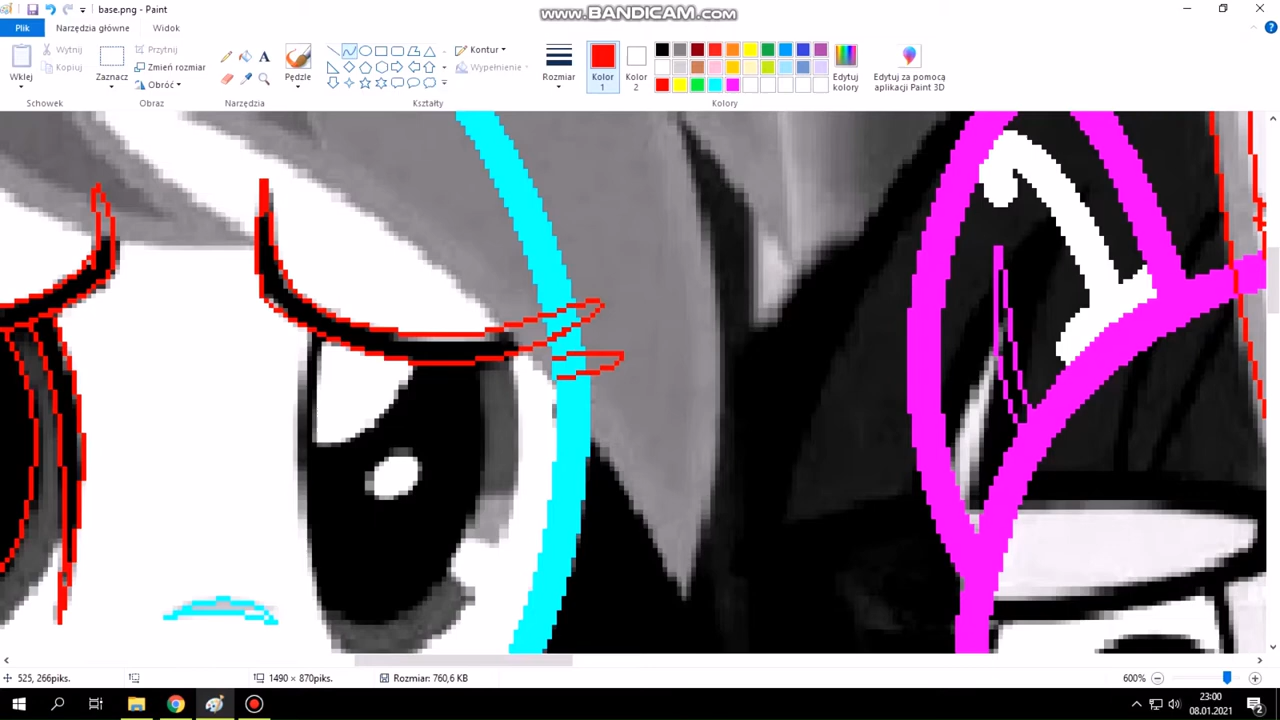 www.BANDICAM.com
base.png - Paint
Plik
Narzędzia główne
Widok
Wklej
Wytnij
Kopiuj
Schowek
Zaznacz
Przytnij
Zmień rozmiar
Obróć
Obraz
Narzędzia
Pędzle
Kontur
Wypełnienie
Kształty
Rozmiar
Kolor 1
Kolor 2
Edytuj kolory
Edytuj za pomocą aplikacji Paint 3D
Kolory
525, 266piks.
1490 × 870piks.
Rozmiar: 760,6 KB
600%
23:00
08.01.2021
2